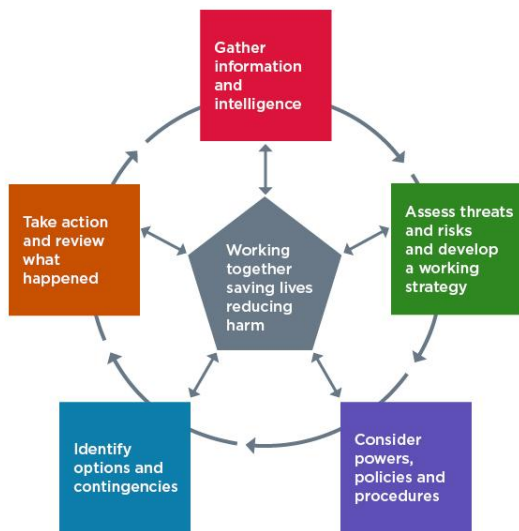 Gather
information
and
intelligence
Assess threats
and risks
and develop
a working
strategy
Consider
powers,
policies and
procedures
Identify
options and
contingencies
Take action
and review
what
happened
Working
together
saving lives
reducing
harm